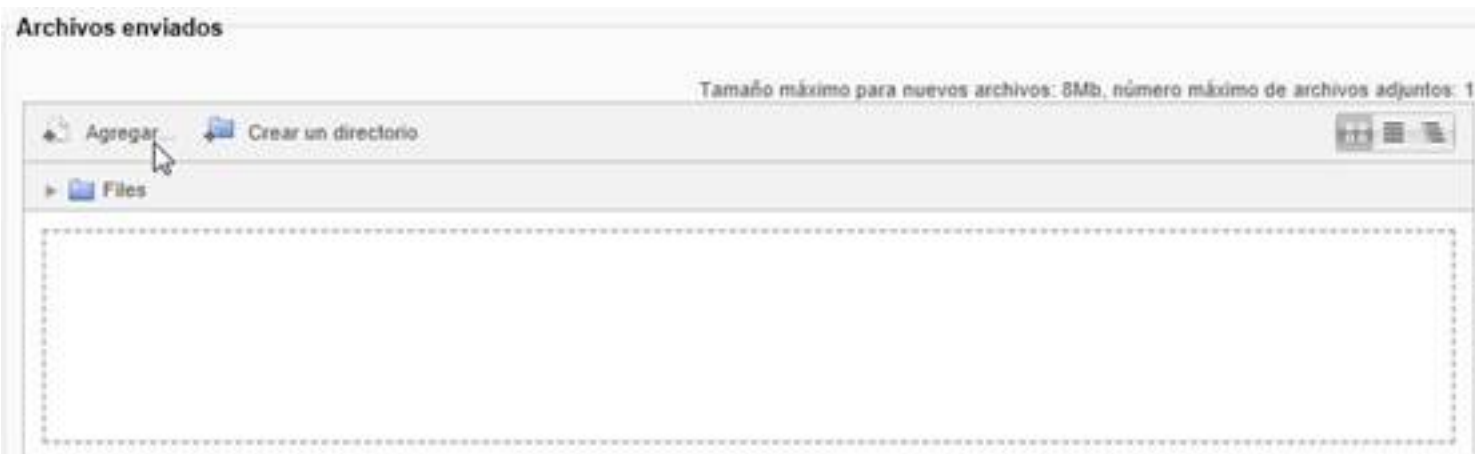 Archivos enviados
Tamaño máximo para nuevos archivos: 8Mb, número máximo de archivos adjuntos: 1
Agregar... Crear un directorio
Files